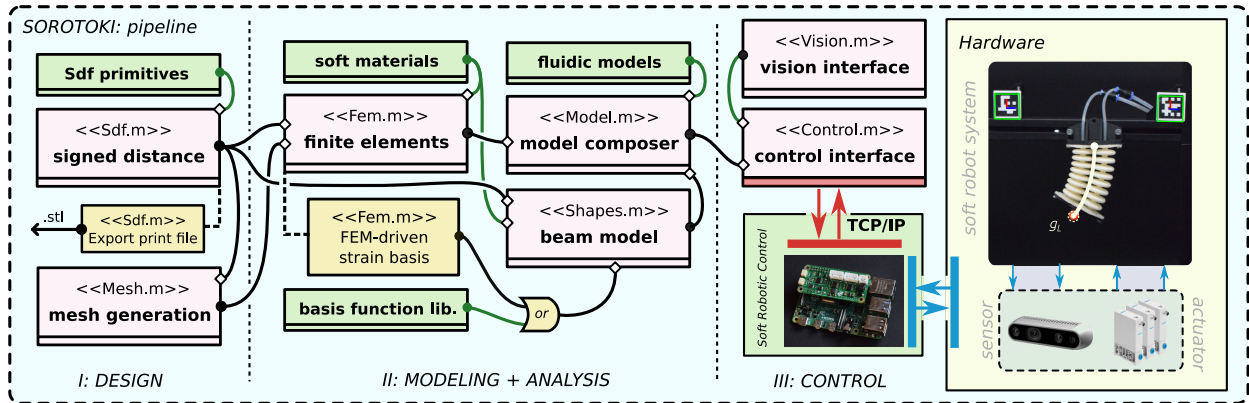 SOROTOKI: pipeline
Sdf primitives
<<Sdf.m>>
signed distance
.stl
<<Sdf.m>>
Export print file
<<Mesh.m>>
mesh generation
I: DESIGN
soft materials
<<Fem.m>>
finite elements
<<Fem.m>>
FEM-driven
strain basis
basis function lib.
or
fluidic models
<<Model.m>>
model composer
<<Shapes.m>>
beam model
II: MODELING + ANALYSIS
<<Vision.m>>
vision interface
<<Control.m>>
control interface
TCP/IP
Soft Robotic Control
III: CONTROL
Hardware
soft robot system
gL
sensor
actuator